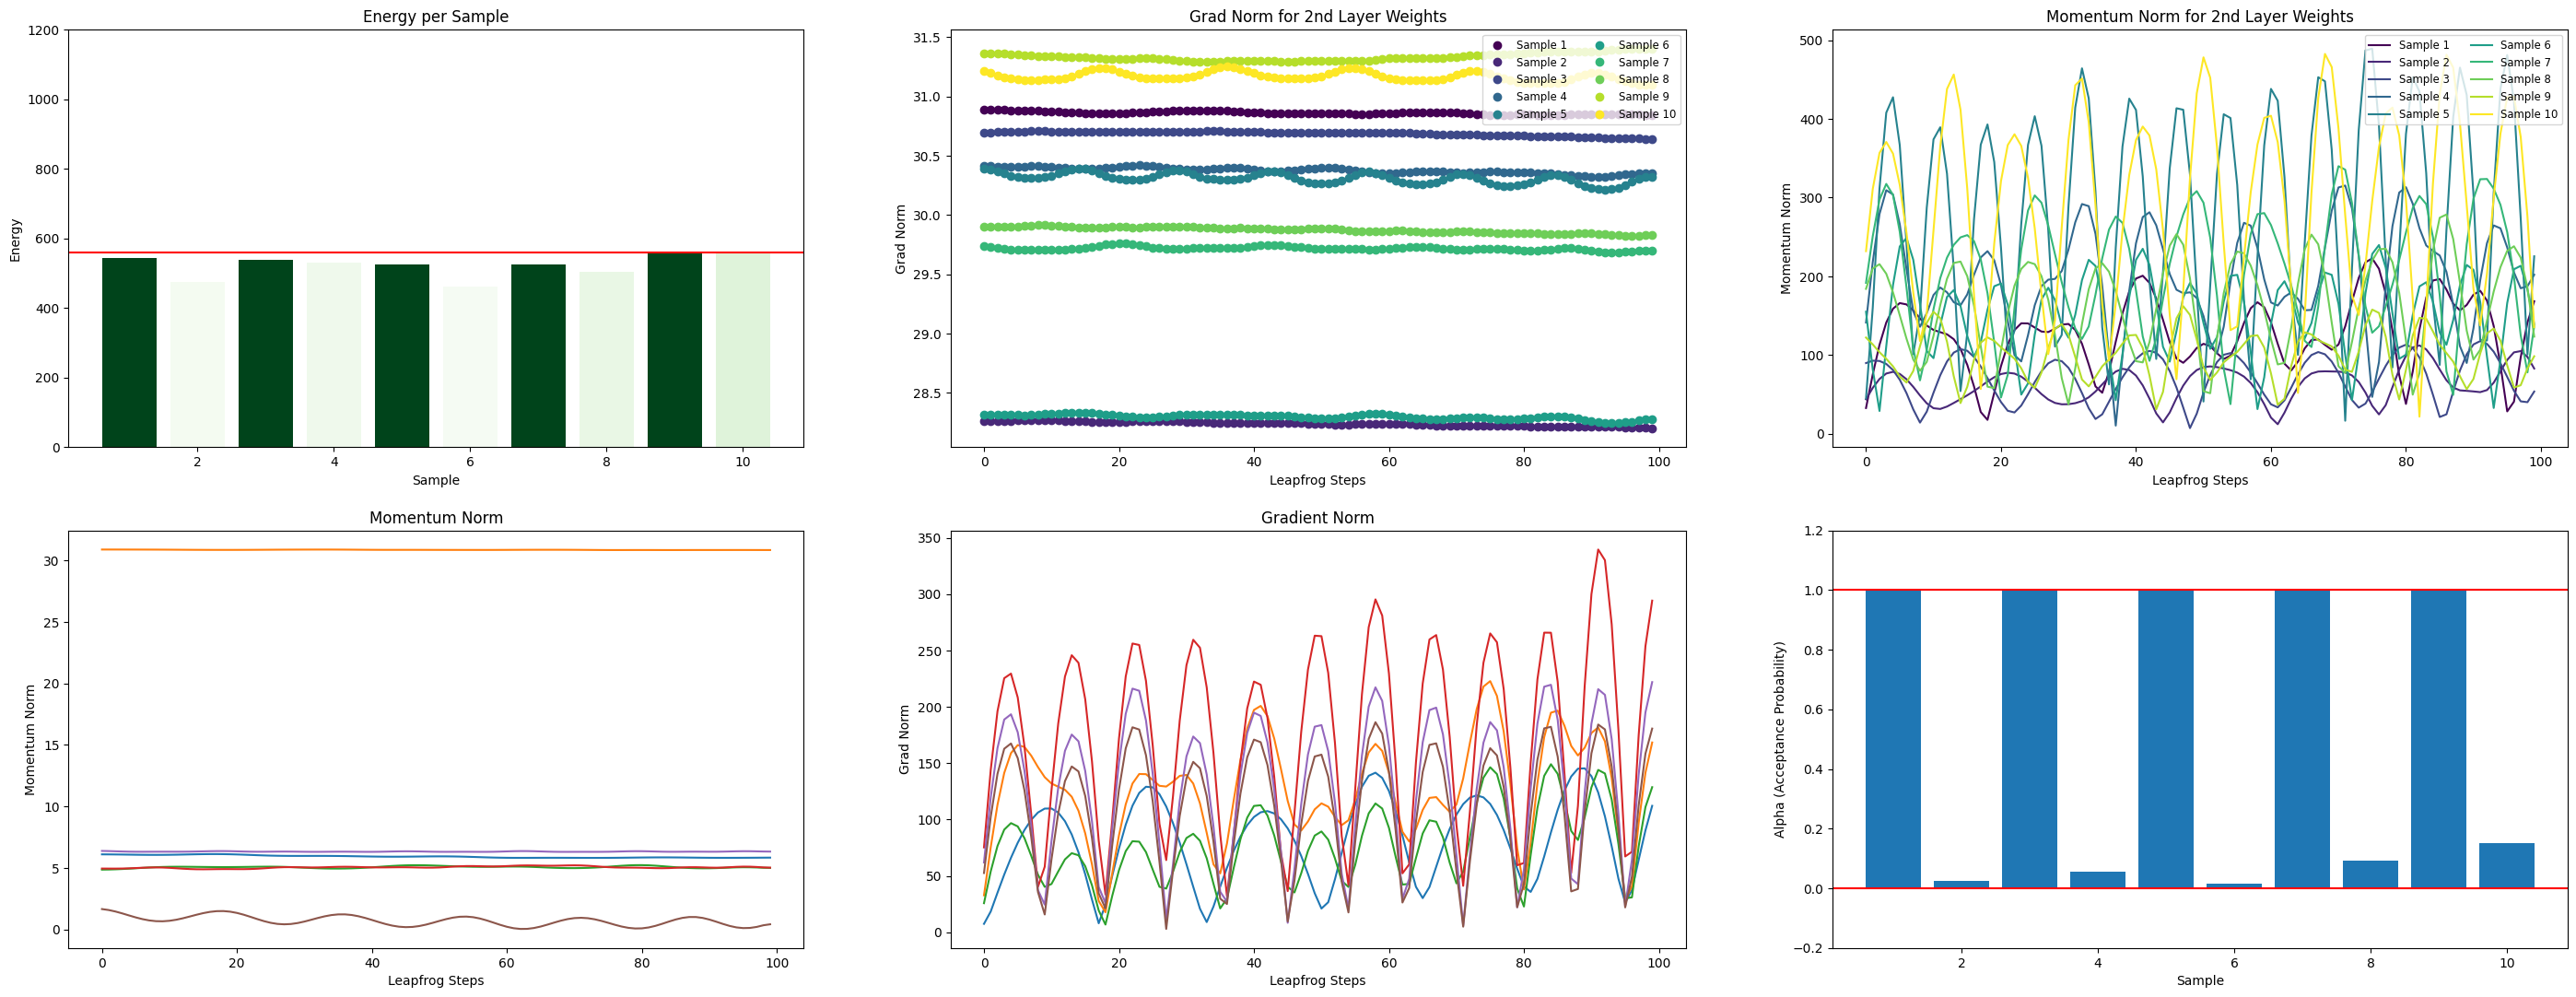 Energy per Sample
1200
1000
800
600
400
200
0
2
4
6
8
10
Energy
Sample
Grad Norm for 2nd Layer Weights
31.5
31.0
30.5
30.0
29.5
29.0
28.5
0
20
40
60
80
100
Grad Norm
Leapfrog Steps
Sample 1
Sample 2
Sample 3
Sample 4
Sample 5
Sample 6
Sample 7
Sample 8
Sample 9
Sample 10
Momentum Norm for 2nd Layer Weights
500
400
300
200
100
0
0
20
40
60
80
100
Momentum Norm
Leapfrog Steps
Sample 1
Sample 2
Sample 3
Sample 4
Sample 5
Sample 6
Sample 7
Sample 8
Sample 9
Sample 10
Momentum Norm
30
25
20
15
10
5
0
0
20
40
60
80
100
Momentum Norm
Leapfrog Steps
Gradient Norm
350
300
250
200
150
100
50
0
0
20
40
60
80
100
Grad Norm
Leapfrog Steps
1.2
1.0
0.8
0.6
0.4
0.2
0.0
−0.2
2
4
6
8
10
Alpha (Acceptance Probability)
Sample